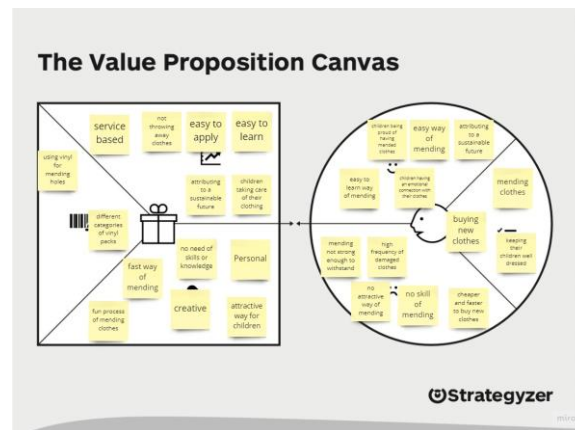 The Value Proposition Canvas
service
based
not
throwing
away
clothes
easy to
apply
easy to
learn
using vinyl
for
mending
holes
attributing
to a
sustainable
future
children
taking care
of their
clothing
different
categories
of vinyl
packs
no need of
skills or
knowledge
Personal
fast way
of
mending
fun process
of mending
clothes
creative
attractive
way for
children
children being
proud of
having
mended
clothes
easy way
of
mending
attributing
to a
sustainable
future
easy to
learn way
of mending
children having
an emotional
connection with
their clothes
mending
clothes
buying
new
clothes
keeping
their
children well
dressed
mending
not strong
enough to
withstand
high
frequency of
damaged
clothes
no
attractive
way of
mending
no skill
of
mending
cheaper
and faster
to buy new
clothes
Strategyzer
miro